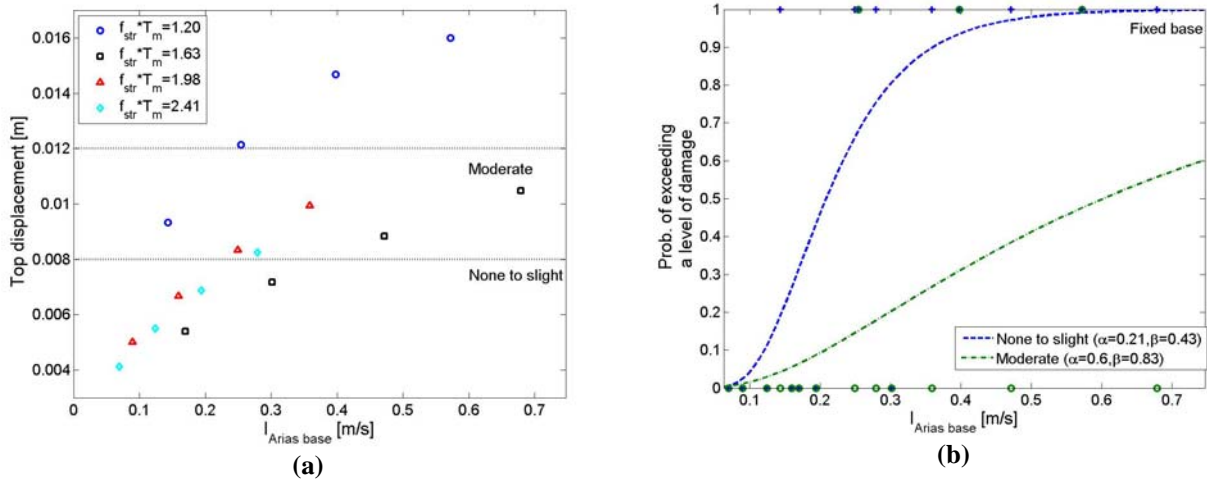 f_str*T_m=1.20
f_str*T_m=1.63
f_str*T_m=1.98
f_str*T_m=2.41
0.016
0.014
0.012
0.01
0.008
0.006
0.004
Top displacement [m]
Moderate
None to slight
0 0.1 0.2 0.3 0.4 0.5 0.6 0.7
I_Arias base [m/s]
(a)
1
0.9
0.8
0.7
0.6
0.5
0.4
0.3
0.2
0.1
0
Prob. of exceeding
a level of damage
Fixed base
None to slight (α=0.21,β=0.43)
Moderate (α=0.6,β=0.83)
0.1 0.2 0.3 0.4 0.5 0.6 0.7
I_Arias base [m/s]
(b)